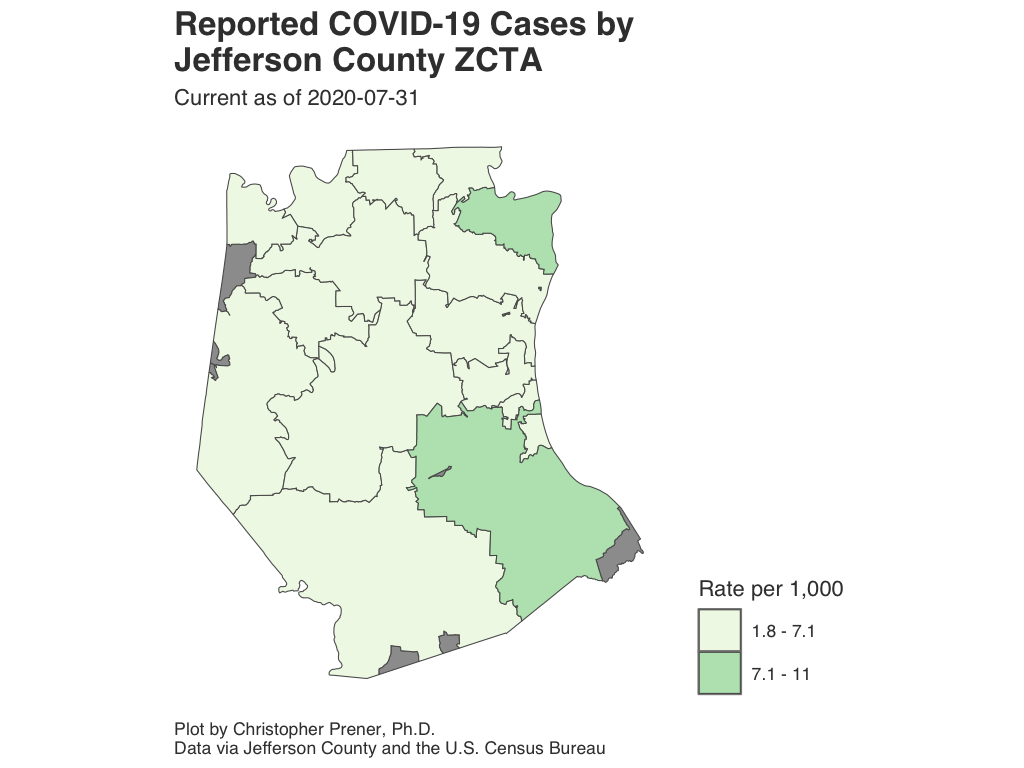 Reported COVID-19 Cases by
Jefferson County ZCTA
Current as of 2020-07-31
Rate per 1,000
1.8 - 7.1
7.1 - 11
Plot by Christopher Prener, Ph.D.
Data via Jefferson County and the U.S. Census Bureau